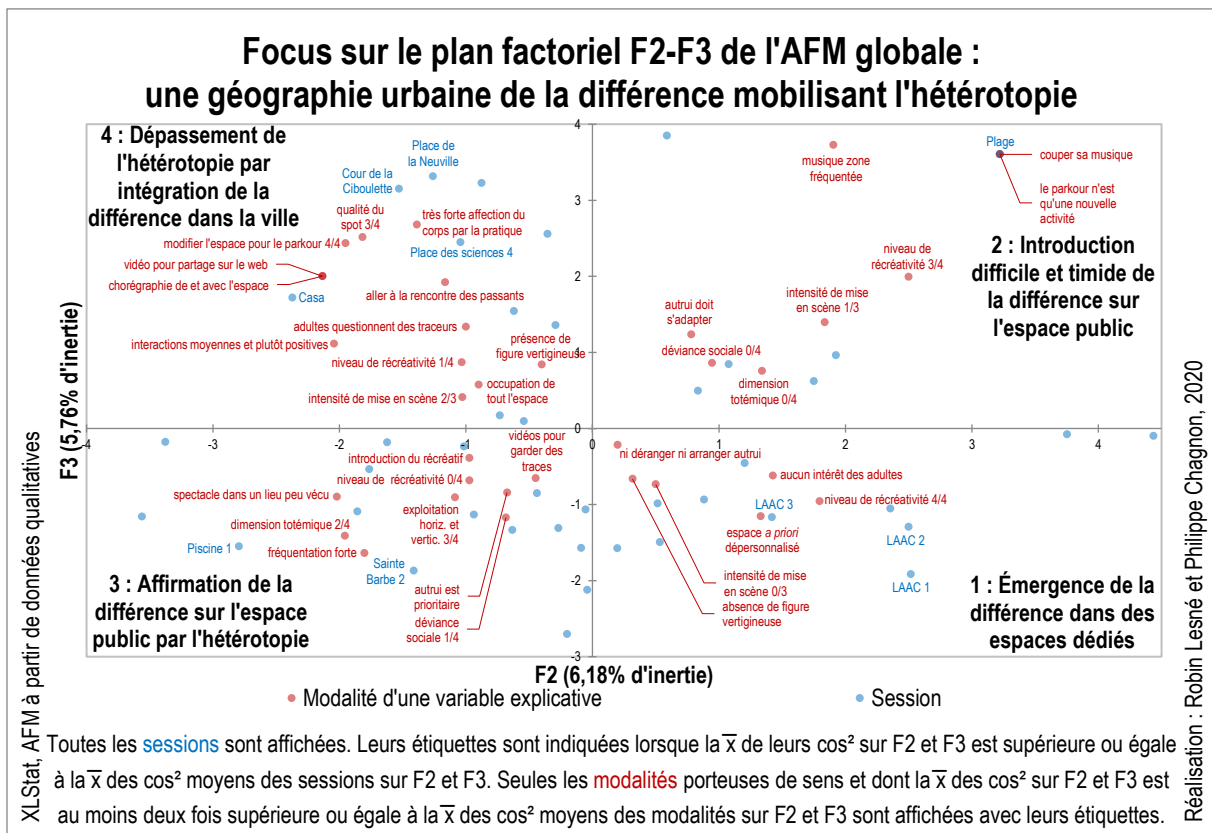 Focus sur le plan factoriel F2-F3 de l'AFM globale :
une géographie urbaine de la différence mobilisant l'hétérotopie
4 : Dépassement de
l'hétérotopie par
intégration de la
différence dans la
ville
Place de
la Neuville
Cour de la
Ciboulette
qualité du
spot 3/4
très forte affection du
corps par la pratique
modifier l'espace pour le parkour 4/4
Place des sciences 4
vidéo pour partage sur le web
chorégraphie de et avec l'espace
Casa
aller à la rencontre des passants
adultes questionnent des traceurs
interactions moyennes et plutôt positives
présence de
figure vertigineuse
niveau de récréativité 1/4
occupation de
tout l'espace
intensité de mise en scène 2/3
musique zone
fréquentée
Plage
couper sa musique
le parkour n'est
qu'une nouvelle
activité
niveau de
récréativité 3/4
2 : Introduction
difficile et timide de
la différence sur
l'espace public
intensité de mise
en scène 1/3
autrui doit
s'adapter
déviance sociale 0/4
dimension
totémique 0/4
4
3
2
1
0
-1
-2
-3
-4
-3
-2
-1
0
1
2
3
4
F3 (5,76% d'inertie)
F2 (6,18% d'inertie)
introduction du récréatif
vidéos pour
garder des
traces
niveau de récréativité 0/4
spectacle dans un lieu peu vécu
exploitation
horiz. et
vertic. 3/4
dimension totémique 2/4
fréquentation forte
Piscine 1
Sainte
Barbe 2
autrui est
prioritaire
déviance
sociale 1/4
3 : Affirmation de la
différence sur l'espace
public par l'hétérotopie
ni déranger ni arranger autrui
aucun intérêt des adultes
niveau de récréativité 4/4
LAAC 3
espace a priori
dépersonnalisé
LAAC 2
LAAC 1
intensité de mise
en scène 0/3
absence de figure
vertigineuse
1 : Émergence de la
différence dans des
espaces dédiés
Modalité d'une variable explicative
Session
XLStat, AFM à partir de données qualitatives
Réalisation : Robin Lesné et Philippe Chagnon, 2020
Toutes les sessions sont affichées. Leurs étiquettes sont indiquées lorsque la x̅ de leurs cos² sur F2 et F3 est supérieure ou égale
à la x̅ des cos² moyens des sessions sur F2 et F3. Seules les modalités porteuses de sens et dont la x̅ des cos² sur F2 et F3 est
au moins deux fois supérieure ou égale à la x̅ des cos² moyens des modalités sur F2 et F3 sont affichées avec leurs étiquettes.